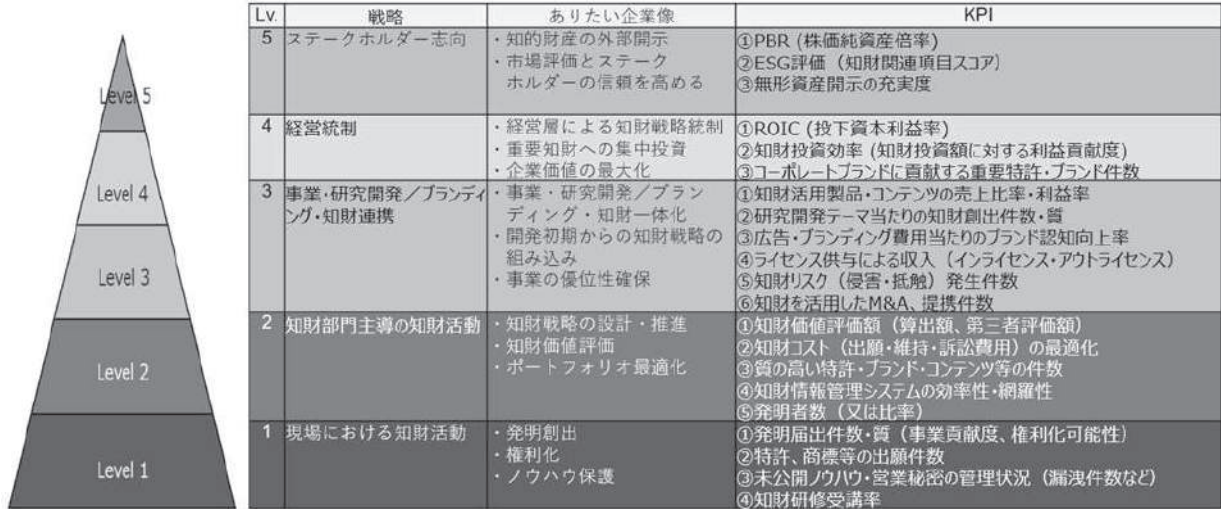 Level 5
Level 4
Level 3
Level 2
Level 1
Lv. 戦略 ありたい企業像 KPI
5 ステークホルダー志向
・知的財産の外部開示
・市場評価とステーク
ホルダーの信頼を高める
①PBR (株価純資産倍率)
②ESG評価（知財関連項目スコア）
③無形資産開示の充実度
4 経営統制
・経営層による知財戦略統制
・重要知財への集中投資
・企業価値の最大化
①ROIC (投下資本利益率)
②知財投資効率 (知財投資額に対する利益貢献度)
③コーポレートブランドに貢献する重要特許・ブランド件数
3 事業・研究開発／ブランディ
ング・知財連携
・事業・研究開発／ブラン
ディング・知財一体化
・開発初期からの知財戦略の
組み込み
・事業の優位性確保
①知財活用製品・コンテンツの売上比率・利益率
②研究開発テーマ当たりの知財創出件数・質
③広告・ブランディング費用当たりのブランド認知向上率
④ライセンス供与による収入（インライセンス・アウトライセンス）
⑤知財リスク（侵害・抵触）発生件数
⑥知財を活用したM&A、提携件数
2 知財部門主導の知財活動
・知財戦略の設計・推進
・知財価値評価
・ポートフォリオ最適化
①知財価値評価額（算出額、第三者評価額）
②知財コスト（出願・維持・訴訟費用）の最適化
③質の高い特許・ブランド・コンテンツ等の件数
④知財情報管理システムの効率性・網羅性
⑤発明者数（又は比率）
1 現場における知財活動
・発明創出
・権利化
・ノウハウ保護
①発明届出件数・質（事業貢献度、権利化可能性）
②特許、商標等の出願件数
③未公開ノウハウ・営業秘密の管理状況（漏洩件数など）
④知財研修受講率